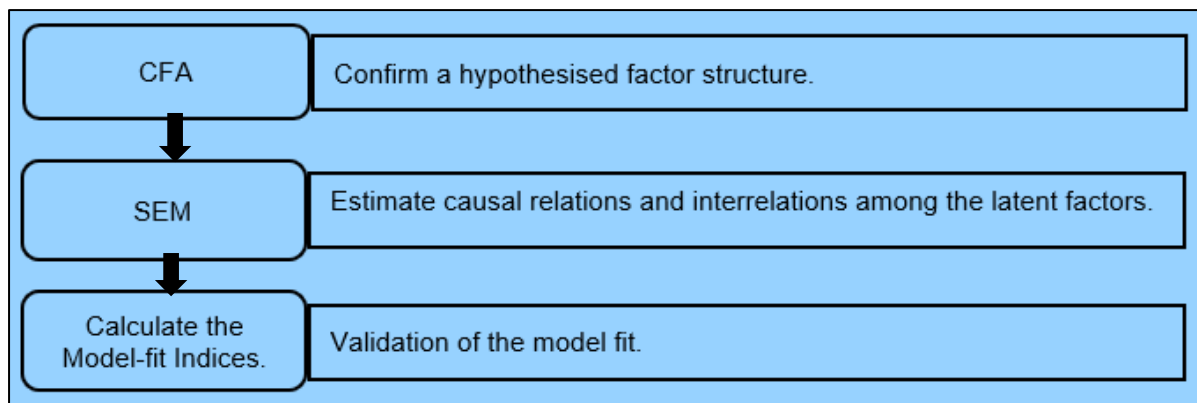 CFA
Confirm a hypothesised factor structure.
SEM
Estimate causal relations and interrelations among the latent factors.
Calculate the
Model-fit Indices.
Validation of the model fit.